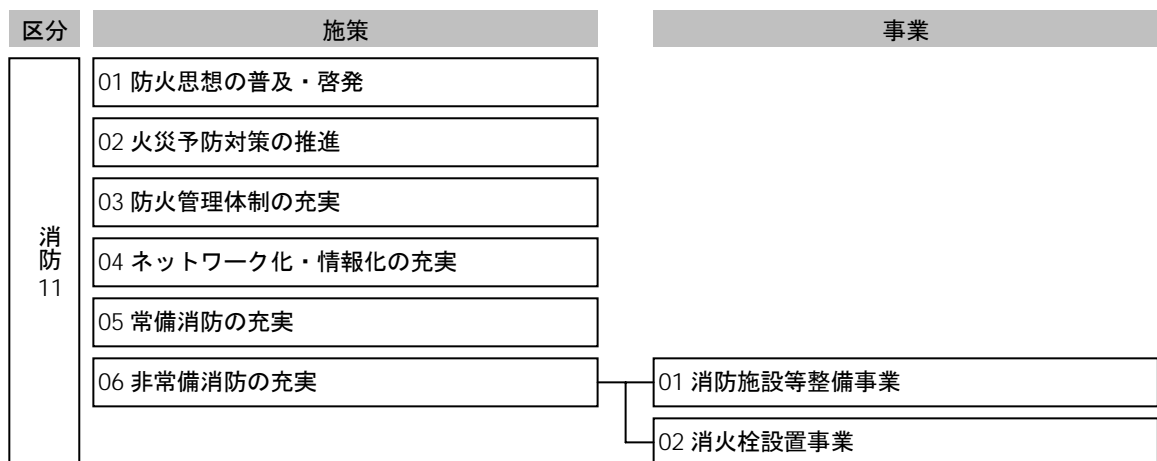 区分 施策 事業
消防 11
01 防火思想の普及・啓発
02 火災予防対策の推進
03 防火管理体制の充実
04 ネットワーク化・情報化の充実
05 常備消防の充実
06 非常備消防の充実
01 消防施設等整備事業
02 消火栓設置事業